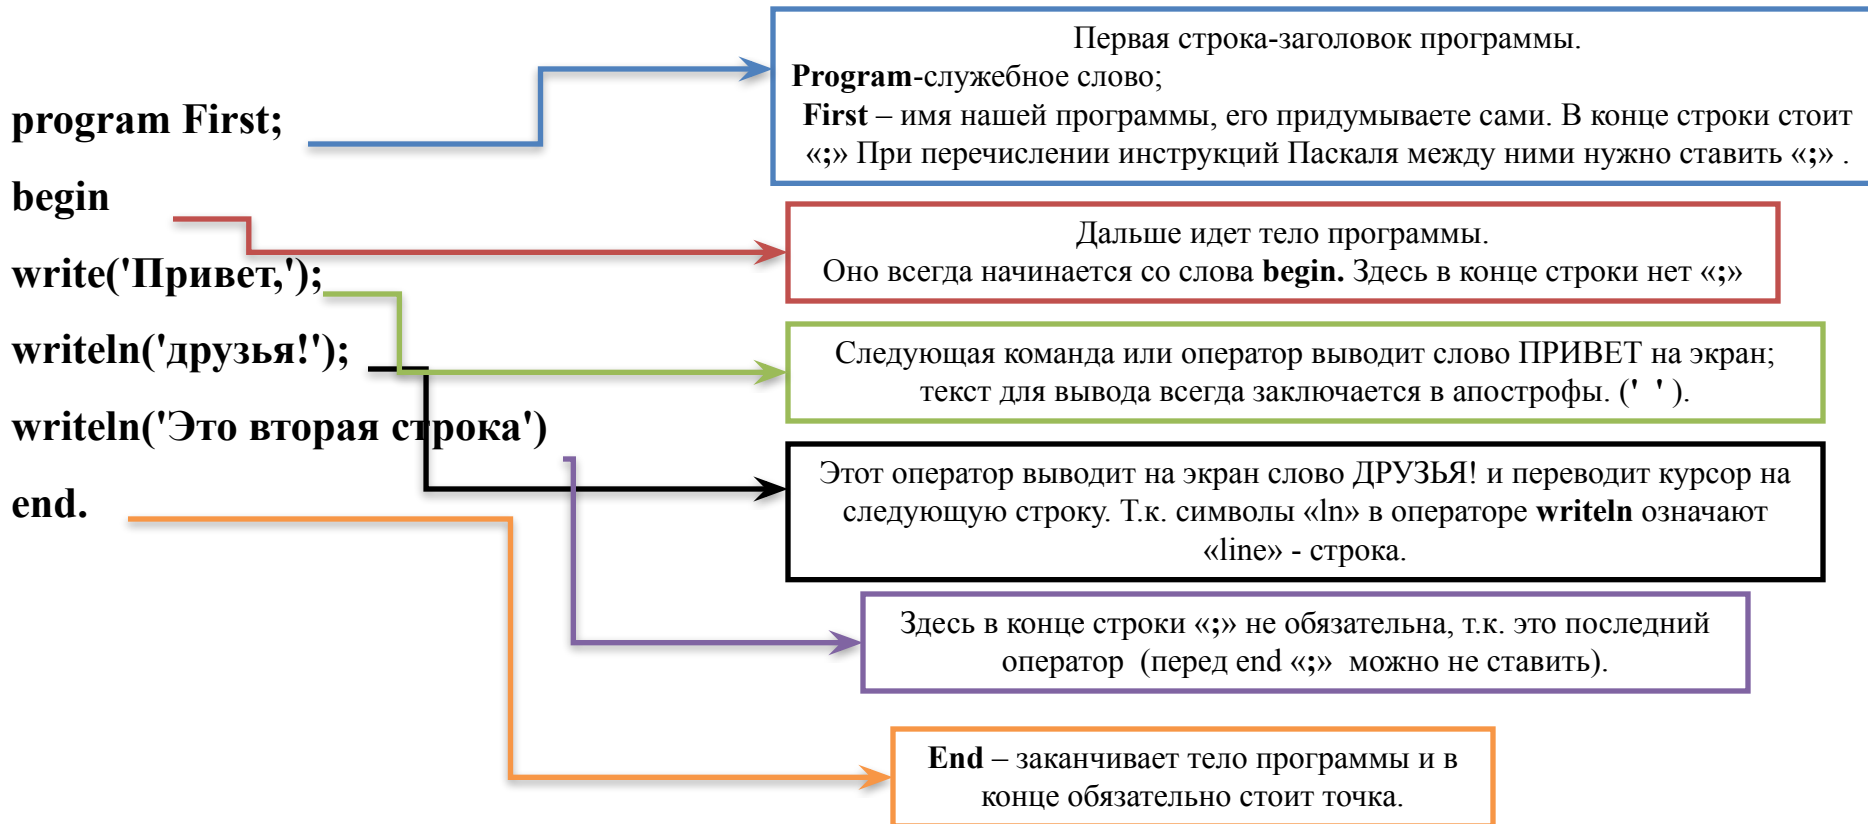 program First;
begin
write('Привет,');
writeln('друзья!');
writeln('Это вторая строка')
end.
Первая строка-заголовок программы.
Program-служебное слово;
First – имя нашей программы, его придумываете сами. В конце строки стоит
«;» При перечислении инструкций Паскаля между ними нужно ставить «;» .
Дальше идет тело программы.
Оно всегда начинается со слова begin. Здесь в конце строки нет «;»
Следующая команда или оператор выводит слово ПРИВЕТ на экран;
текст для вывода всегда заключается в апострофы. (' ' ).
Этот оператор выводит на экран слово ДРУЗЬЯ! и переводит курсор на
следующую строку. Т.к. символы «ln» в операторе writeln означают
«line» - строка.
Здесь в конце строки «;» не обязательна, т.к. это последний
оператор (перед end «;» можно не ставить).
End – заканчивает тело программы и в
конце обязательно стоит точка.